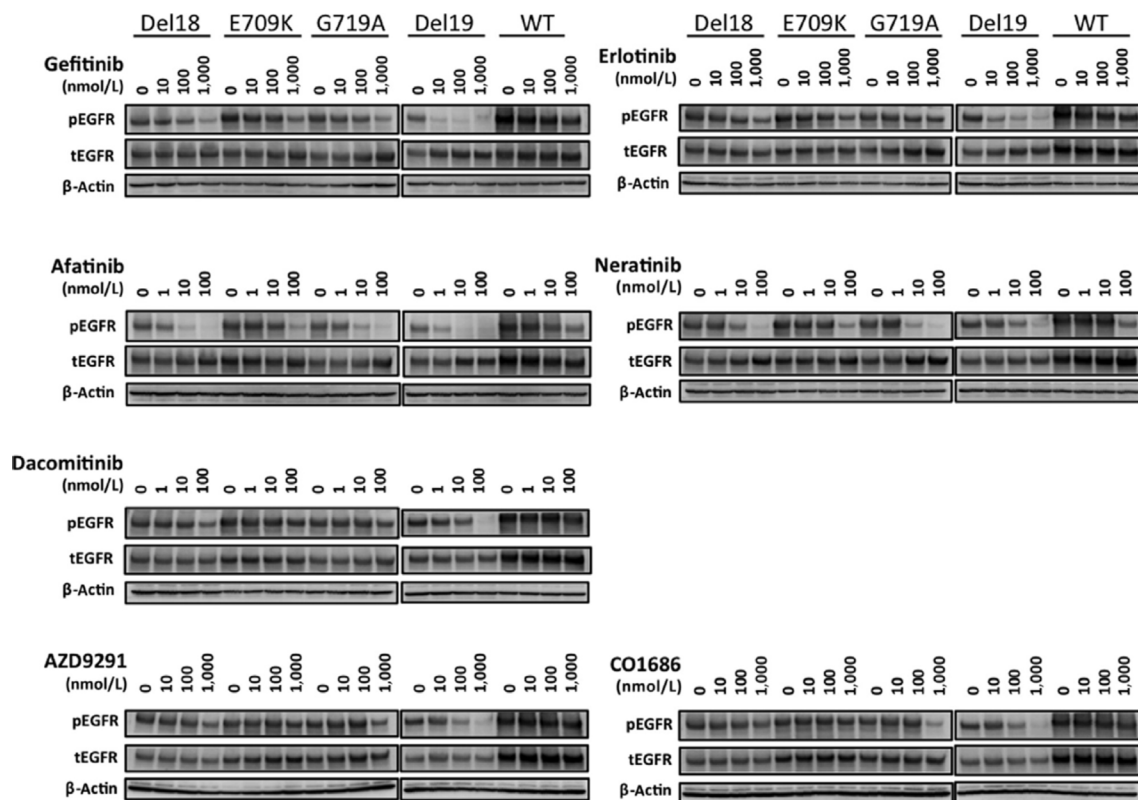 Del18 E709K G719A Del19 WT
Gefitinib
(nmol/L) 0 10 100 1,000 0 10 100 1,000 0 10 100 1,000 0 10 100 1,000 0 10 100 1,000
pEGFR
tEGFR
β-Actin
Del18 E709K G719A Del19 WT
Erlotinib
(nmol/L) 0 10 100 1,000 0 10 100 1,000 0 10 100 1,000 0 10 100 1,000 0 10 100 1,000
pEGFR
tEGFR
β-Actin
Afatinib
(nmol/L) 0 1 10 100 0 1 10 100 0 1 10 100 0 1 10 100 0 1 10 100
pEGFR
tEGFR
β-Actin
Neratinib
(nmol/L) 0 1 10 100 0 1 10 100 0 1 10 100 0 1 10 100 0 1 10 100
pEGFR
tEGFR
β-Actin
Dacomitinib
(nmol/L) 0 1 10 100 0 1 10 100 0 1 10 100 0 1 10 100 0 1 10 100
pEGFR
tEGFR
β-Actin
AZD9291
(nmol/L) 0 10 100 1,000 0 10 100 1,000 0 10 100 1,000 0 10 100 1,000 0 10 100 1,000
pEGFR
tEGFR
β-Actin
CO1686
(nmol/L) 0 10 100 1,000 0 10 100 1,000 0 10 100 1,000 0 10 100 1,000 0 10 100 1,000
pEGFR
tEGFR
β-Actin